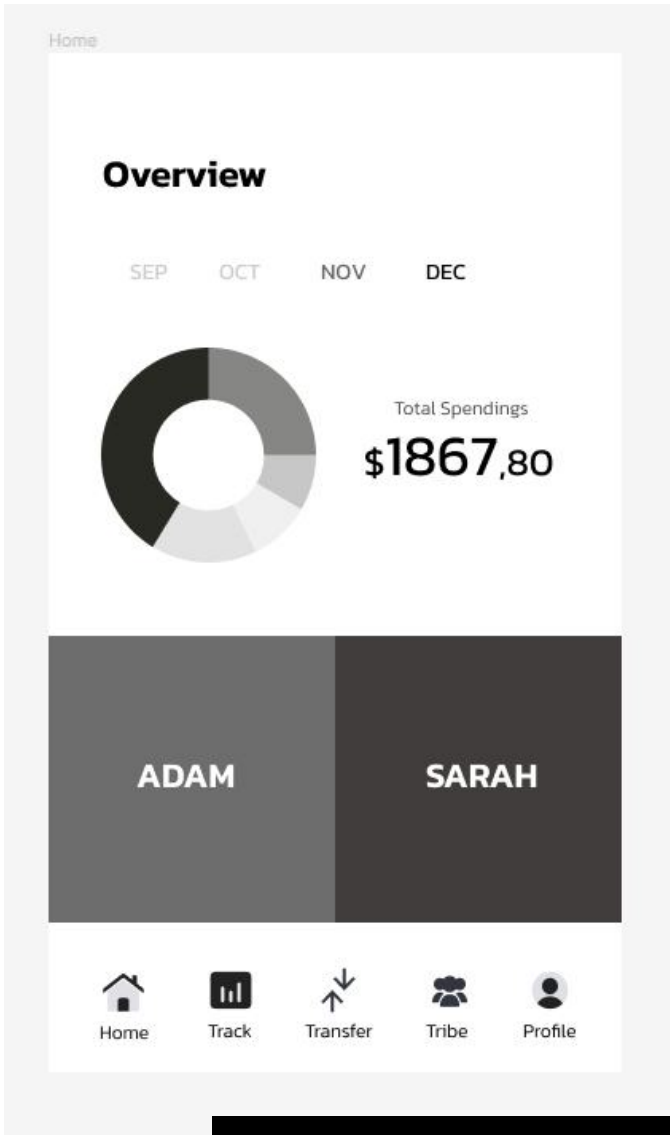 Home
Overview
SEP OCT NOV DEC
Total Spendings
$1867,80
ADAM SARAH
Home Track Transfer Tribe Profile